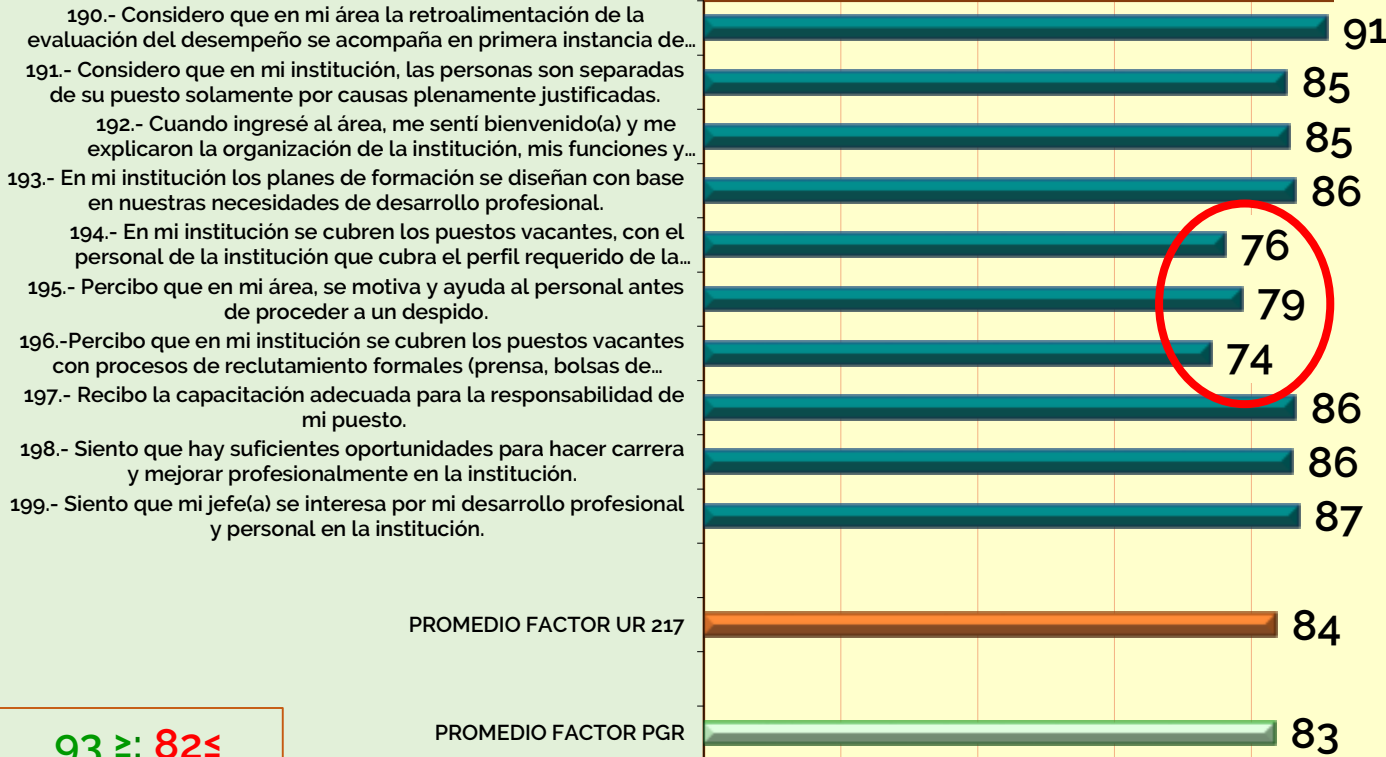 190.- Considero que en mi área la retroalimentación de la
evaluación del desempeño se acompaña en primera instancia de...
91
191.- Considero que en mi institución, las personas son separadas
de su puesto solamente por causas plenamente justificadas.
85
192.- Cuando ingresé al área, me sentí bienvenido(a) y me
explicaron la organización de la institución, mis funciones y...
85
193.- En mi institución los planes de formación se diseñan con base
en nuestras necesidades de desarrollo profesional.
86
194.- En mi institución se cubren los puestos vacantes, con el
personal de la institución que cubra el perfil requerido de la...
76
195.- Percibo que en mi área, se motiva y ayuda al personal antes
de proceder a un despido.
79
196.-Percibo que en mi institución se cubren los puestos vacantes
con procesos de reclutamiento formales (prensa, bolsas de...
74
197.- Recibo la capacitación adecuada para la responsabilidad de
mi puesto.
86
198.- Siento que hay suficientes oportunidades para hacer carrera
y mejorar profesionalmente en la institución.
86
199.- Siento que mi jefe(a) se interesa por mi desarrollo profesional
y personal en la institución.
87
PROMEDIO FACTOR UR 217
84
PROMEDIO FACTOR PGR
83
93 ≥; 82≤